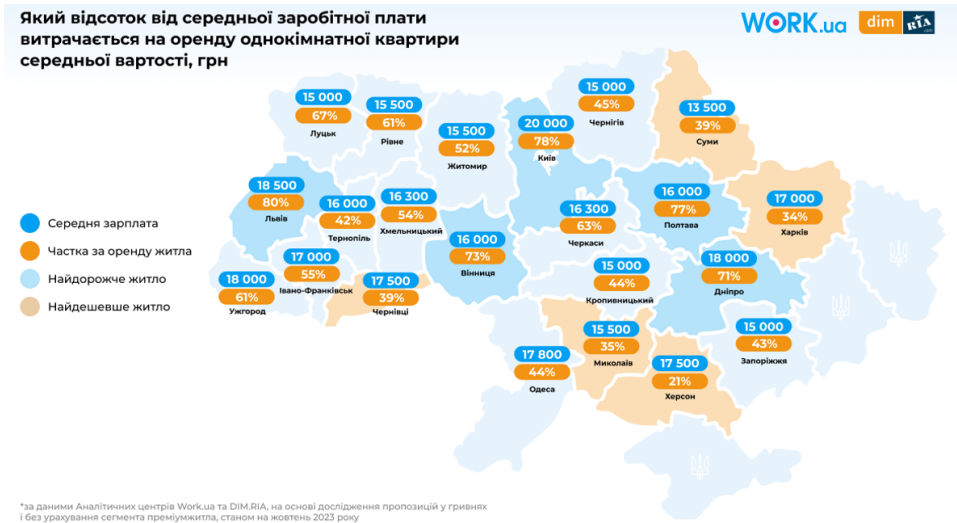 Який відсоток від середньої заробітної плати
витрачається на оренду однокімнатної квартири
середньої вартості, грн
WORK.ua
dim
RIA
.com
15 000
67%
Луцьк
15 500
61%
Рівне
15 500
52%
Житомир
20 000
78%
Київ
15 000
45%
Чернігів
13 500
39%
Суми
18 500
80%
Львів
16 000
42%
Тернопіль
16 300
54%
Хмельницький
16 000
73%
Вінниця
16 300
63%
Черкаси
16 000
77%
Полтава
17 000
34%
Харків
Середня зарплата
Частка за оренду житла
Найдорожче житло
Найдешевше житло
18 000
61%
Ужгород
17 000
55%
Івано-Франківськ
17 500
39%
Чернівці
15 000
44%
Кропивницький
18 000
71%
Дніпро
17 800
44%
Одеса
15 500
35%
Миколаїв
17 500
21%
Херсон
15 000
43%
Запоріжжя
*за даними Аналітичних центрів Work.ua та DIM.RIA, на основі дослідження пропозицій у гривнях
і без урахування сегмента преміумжитла, станом на жовтень 2023 року